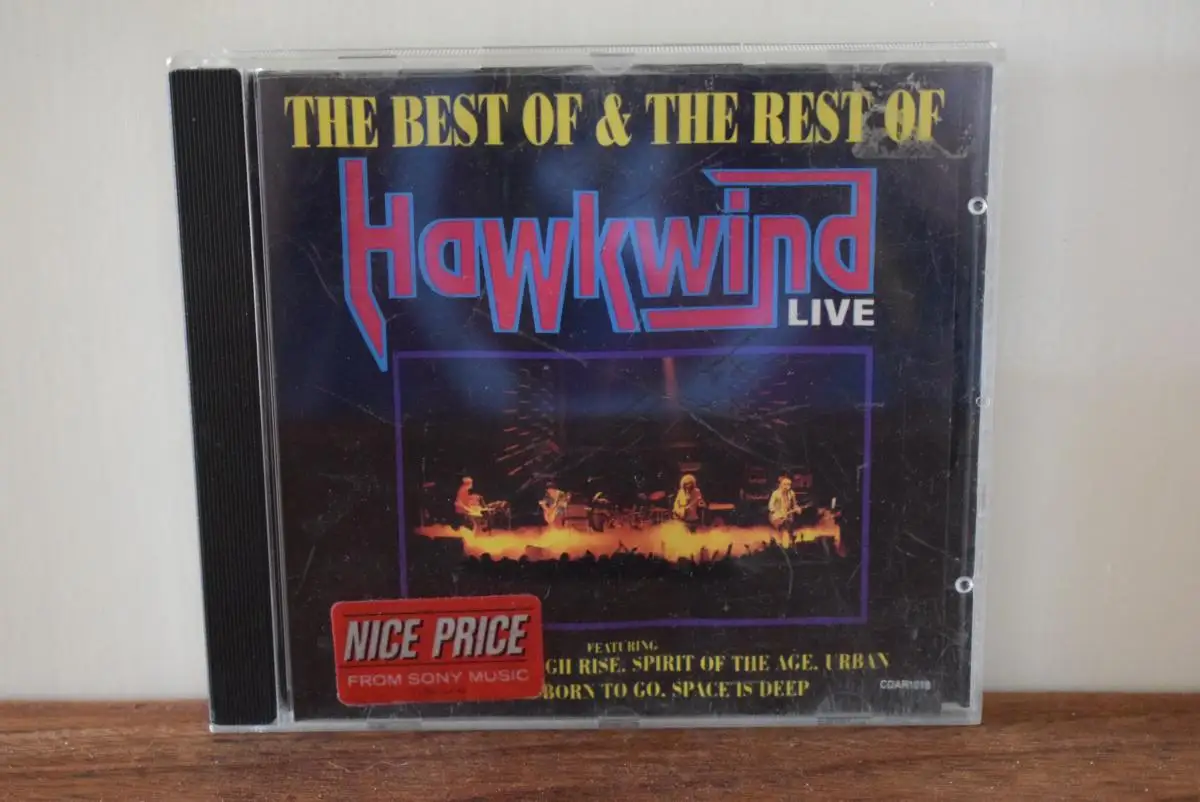 THE BEST OF & THE REST OF
Hawkwind
LIVE
FEATURING
GH RISE. SPIRIT OF THE AGE. URBAN
BORN TO GO. SPACE IS DEEP
NICE PRICE
FROM SONY MUSIC